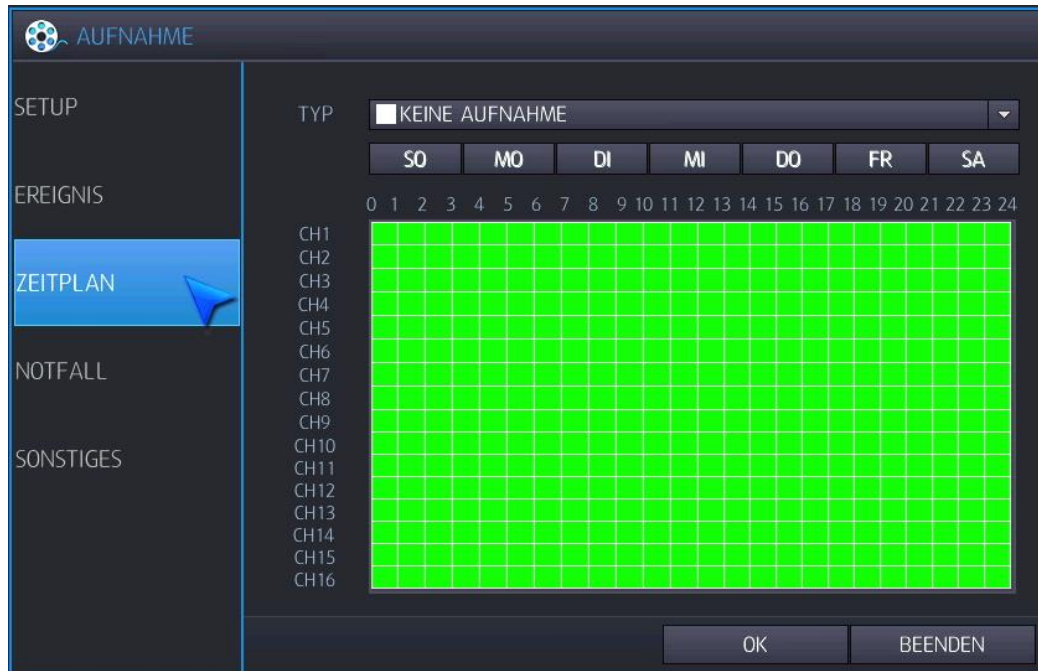 AUFNAHME
SETUP
EREIGNIS
ZEITPLAN
NOTFALL
SONSTIGES
TYP KEINE AUFNAHME
SO MO DI MI DO FR SA
0 1 2 3 4 5 6 7 8 9 10 11 12 13 14 15 16 17 18 19 20 21 22 23 24
CH1
CH2
CH3
CH4
CH5
CH6
CH7
CH8
CH9
CH10
CH11
CH12
CH13
CH14
CH15
CH16
OK BEENDEN